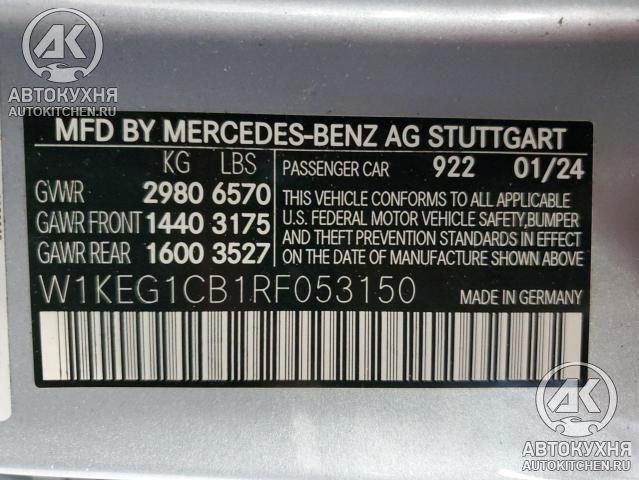 АК
АВТОКУХНЯ
AUTOKITCHEN.RU
MFD BY MERCEDES-BENZ AG STUTTGART
KG LBS
PASSENGER CAR 922 01/24
GVWR 2980 6570
GAWR FRONT 1440 3175
GAWR REAR 1600 3527
THIS VEHICLE CONFORMS TO ALL APPLICABLE
U.S. FEDERAL MOTOR VEHICLE SAFETY,BUMPER
AND THEFT PREVENTION STANDARDS IN EFFECT
ON THE DATE OF MANUFACTURE SHOWN ABOVE
W1KEG1CB1RF053150 MADE IN GERMANY
АК
АВТОКУХНЯ
AUTOKITCHEN.RU